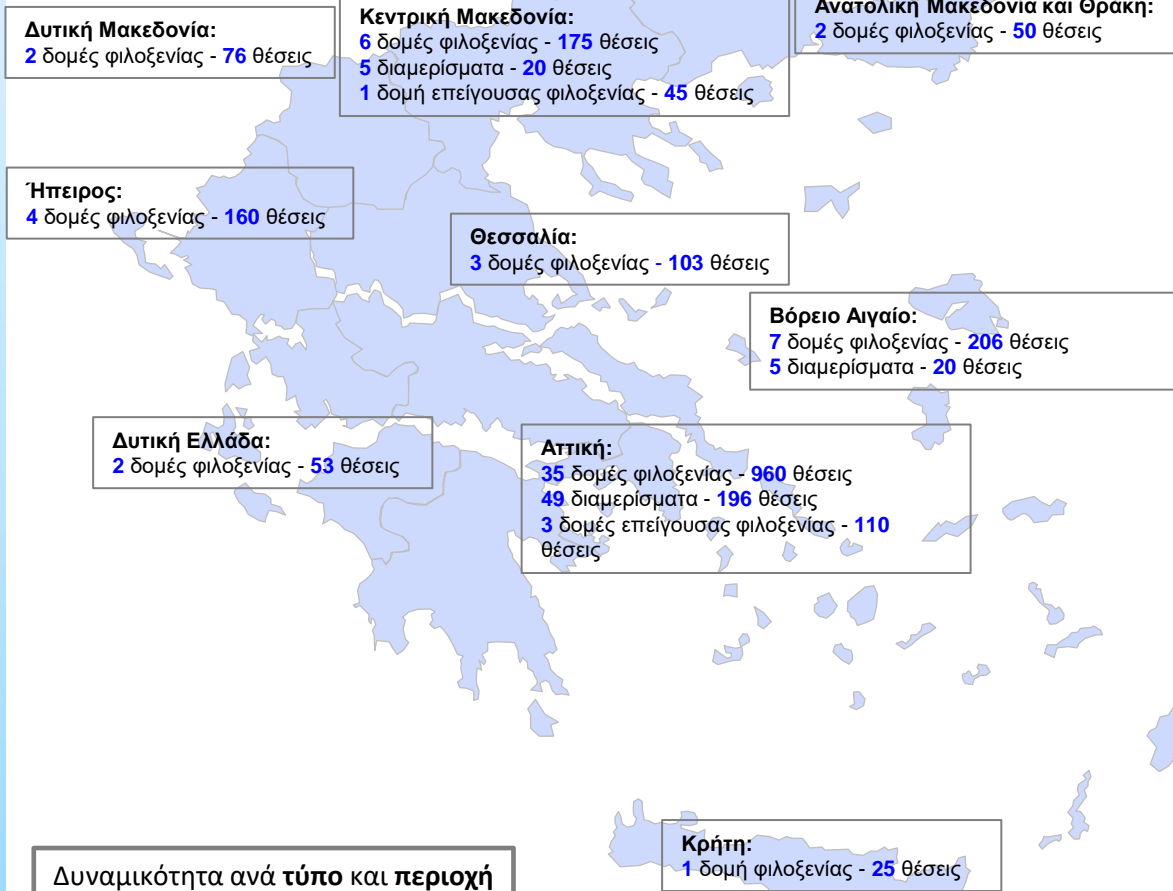 Δυτική Μακεδονία:
2 δομές φιλοξενίας - 76 θέσεις
Κεντρική Μακεδονία:
6 δομές φιλοξενίας - 175 θέσεις
5 διαμερίσματα - 20 θέσεις
1 δομή επείγουσας φιλοξενίας - 45 θέσεις
Ανατολική Μακεδονία και Θράκη:
2 δομές φιλοξενίας - 50 θέσεις
Ήπειρος:
4 δομές φιλοξενίας - 160 θέσεις
Θεσσαλία:
3 δομές φιλοξενίας - 103 θέσεις
Βόρειο Αιγαίο:
7 δομές φιλοξενίας - 206 θέσεις
5 διαμερίσματα - 20 θέσεις
Δυτική Ελλάδα:
2 δομές φιλοξενίας - 53 θέσεις
Αττική:
35 δομές φιλοξενίας - 960 θέσεις
49 διαμερίσματα - 196 θέσεις
3 δομές επείγουσας φιλοξενίας - 110
θέσεις
Κρήτη:
1 δομή φιλοξενίας - 25 θέσεις
Δυναμικότητα ανά τύπο και περιοχή